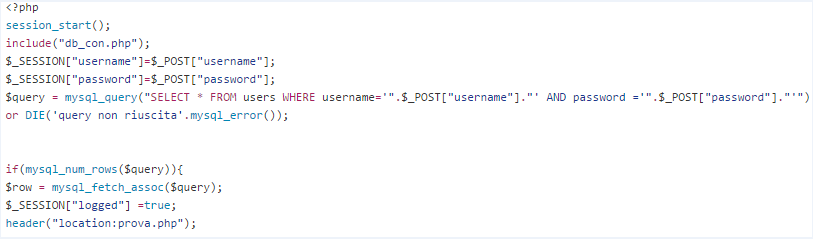 <?php
session_start();
include("db_con.php");
$_SESSION["username"]=$_POST["username"];
$_SESSION["password"]=$_POST["password"];
$query = mysql_query("SELECT * FROM users WHERE username='".$_POST["username"]."' AND password ='".$_POST["password"]."'")
or DIE('query non riuscita'.mysql_error());
if(mysql_num_rows($query)){
$row = mysql_fetch_assoc($query);
$_SESSION["logged"] =true;
header("location:prova.php");